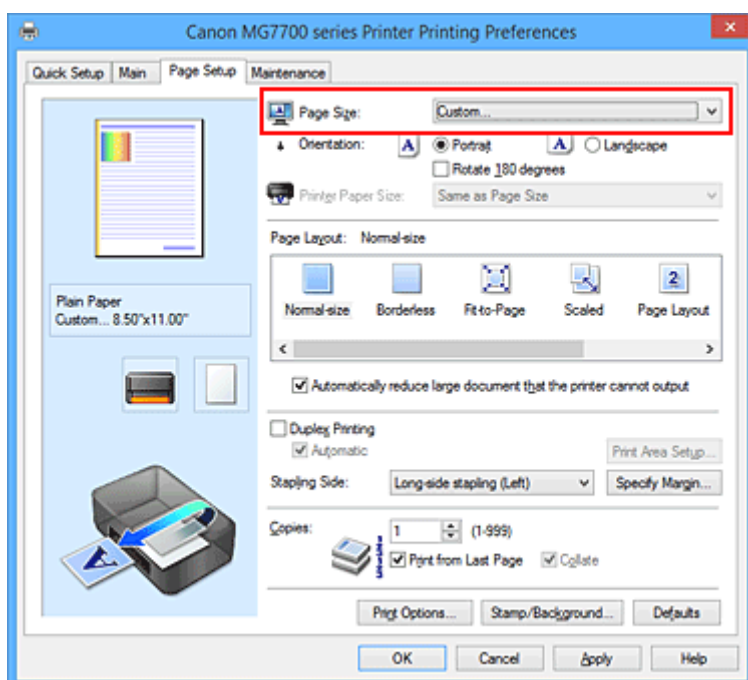 Canon MG7700 series Printer Printing Preferences
Quick Setup Main Page Setup Maintenance
Page Size: Custom...
Orientation: A Portrait A Landscape
Rotate 180 degrees
Printer Paper Size: Same as Page Size
Page Layout: Normal-size
2
Normal-size Borderless Fit-to-Page Scaled Page Layout
Plain Paper
Custom... 8.50"x11.00"
Automatically reduce large document that the printer cannot output
Duplex Printing
Automatic
Print Area Setup...
Stapling Side: Long-side stapling (Left) Specify Margin...
Copies: 1 (1-999)
Print from Last Page Collate
A
Print Options... Stamp/Background... Defaults
OK Cancel Apply Help